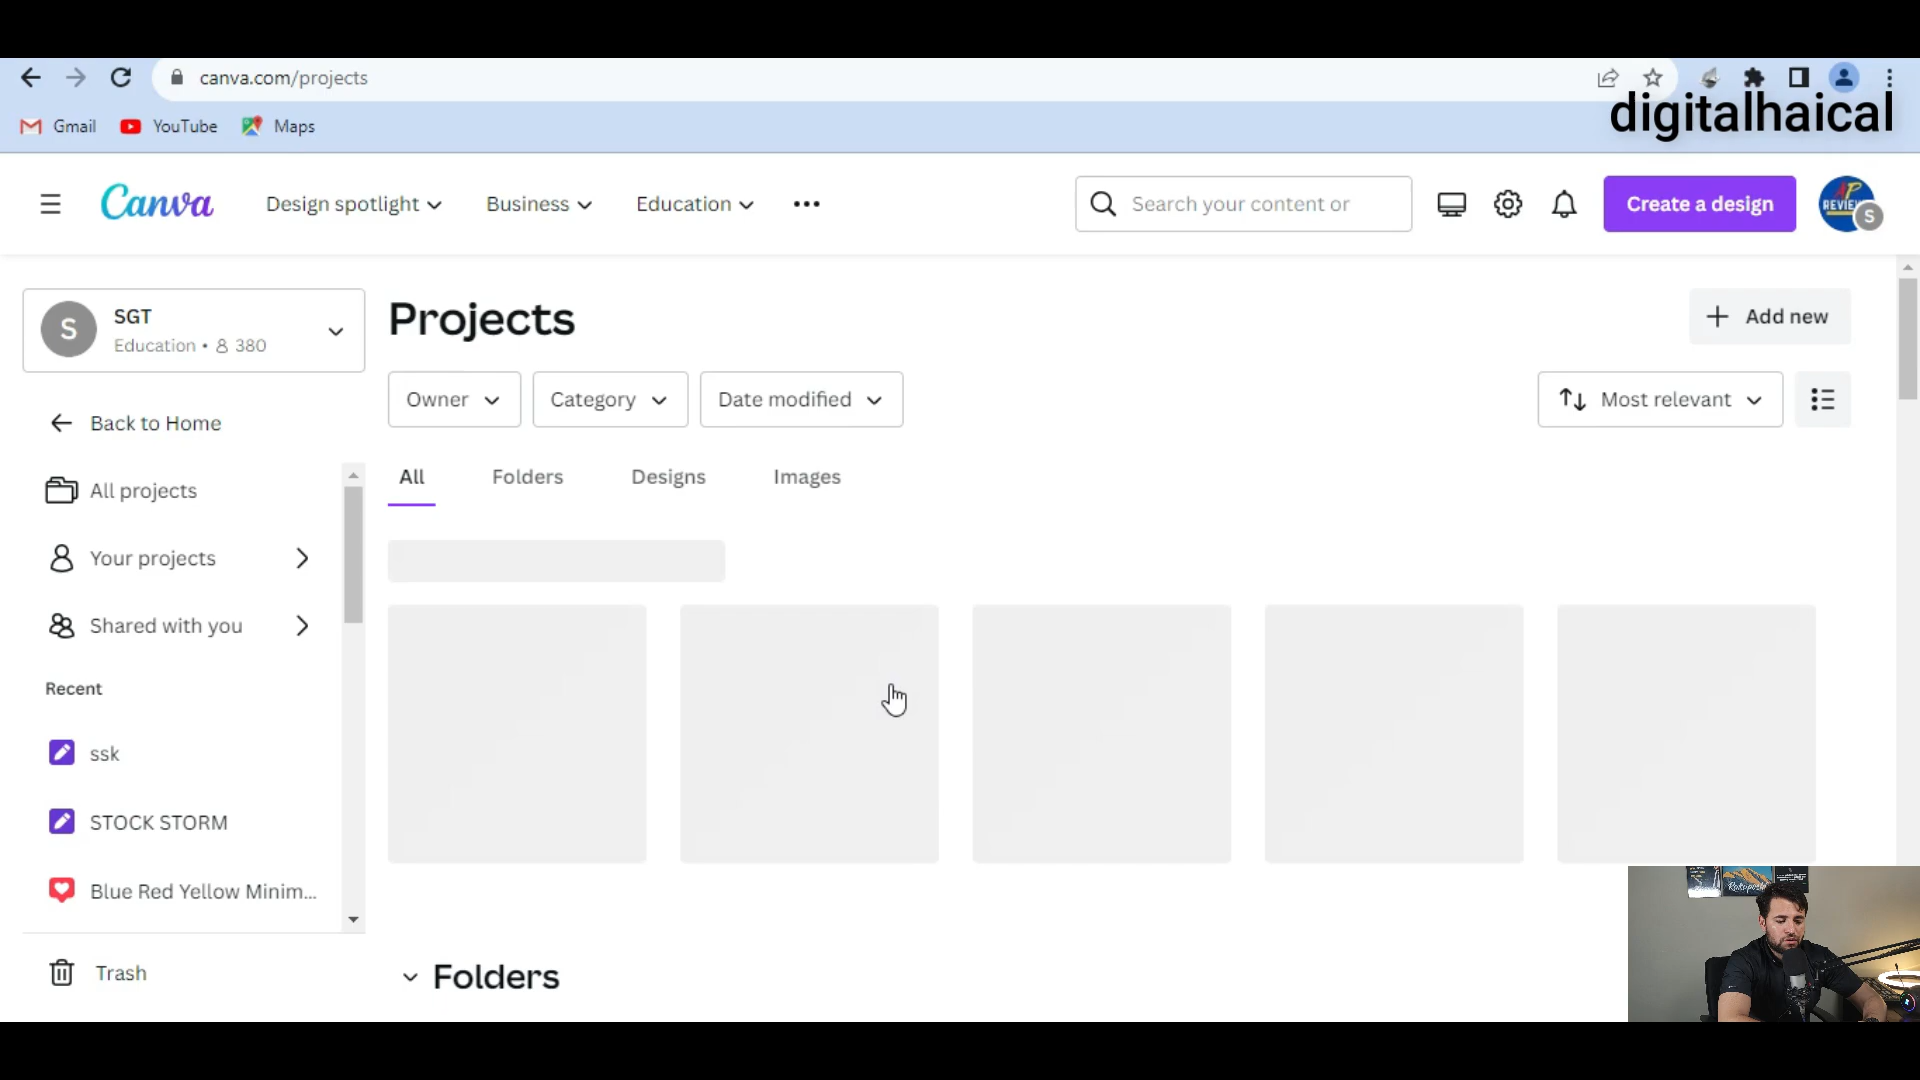 canva.com/projects
digitalhaical
Gmail
YouTube
Maps
Canva
Design spotlight
Business
Education
Search your content or
Create a design
S
S
SGT
Education • 380
Projects
Add new
Owner
Category
Date modified
Most relevant
Back to Home
All projects
Your projects
Shared with you
Recent
ssk
STOCK STORM
Blue Red Yellow Minim...
Trash
All
Folders
Designs
Images
Folders